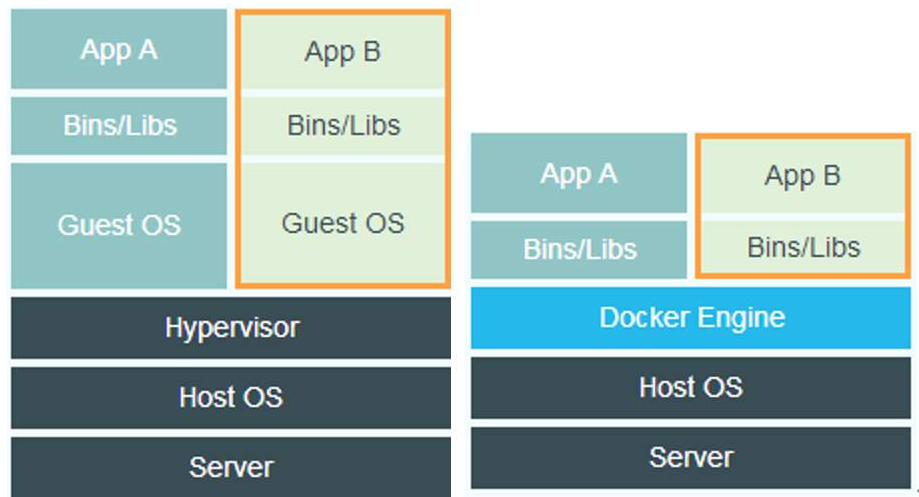 App A
App B
Bins/Libs
Bins/Libs
Guest OS
Guest OS
Hypervisor
Host OS
Server
App A
App B
Bins/Libs
Bins/Libs
Docker Engine
Host OS
Server